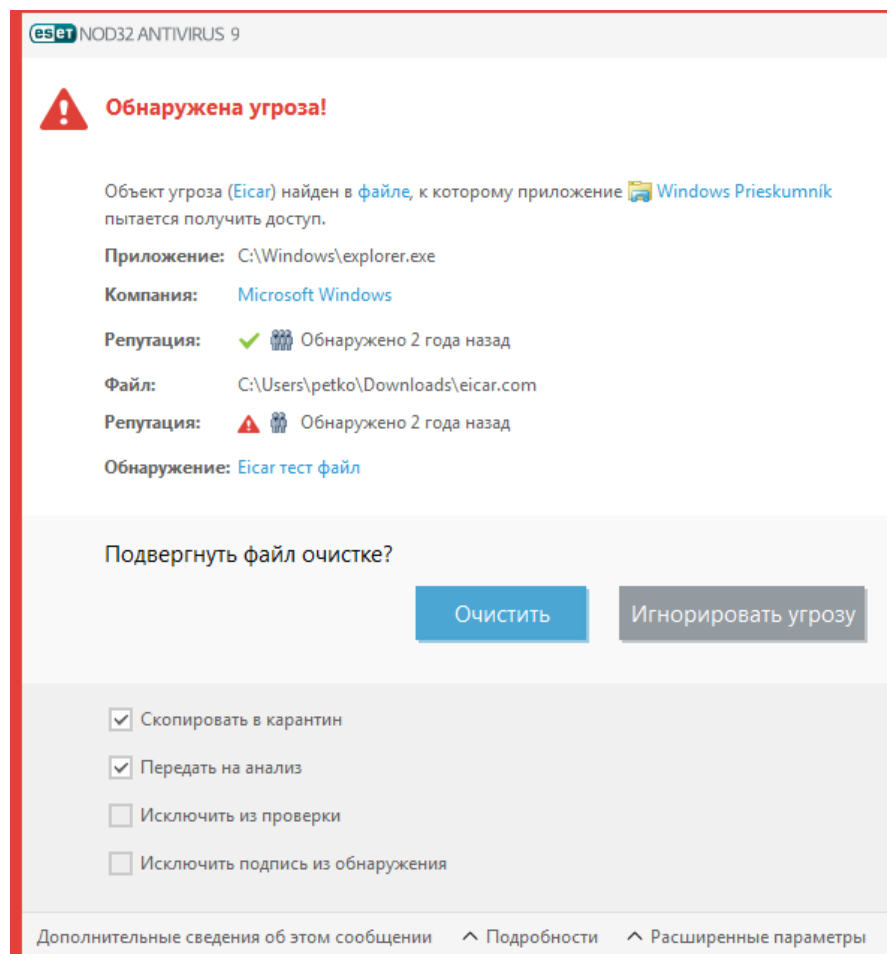 eset NOD32 ANTIVIRUS 9
Обнаружена угроза!
Объект угроза (Eicar) найден в файле, к которому приложение Windows Prieskumník
пытается получить доступ.
Приложение: C:\Windows\explorer.exe
Компания: Microsoft Windows
Репутация: Обнаружено 2 года назад
Файл: C:\Users\petko\Downloads\eicar.com
Репутация: Обнаружено 2 года назад
Обнаружение: Eicar тест файл
Подвергнуть файл очистке?
Очистить Игнорировать угрозу
Скопировать в карантин
Передать на анализ
Исключить из проверки
Исключить подпись из обнаружения
Дополнительные сведения об этом сообщении Подробности Расширенные параметры